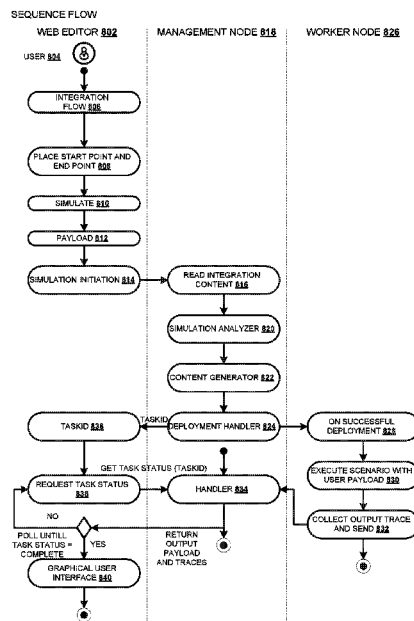 SEQUENCE FLOW
WEB EDITOR 802
MANAGEMENT NODE 818
WORKER NODE 826
USER 804
INTEGRATION
FLOW 806
PLACE START POINT AND
END POINT 808
SIMULATE 810
PAYLOAD 812
SIMULATION INITIATION 814
READ INTEGRATION
CONTENT 816
SIMULATION ANALYZER 820
CONTENT GENERATOR 822
TASKID
TASKID 836
DEPLOYMENT HANDLER 824
ON SUCCESSFUL
DEPLOYMENT 828
GET TASK STATUS (TASKID)
EXECUTE SCENARIO WITH
USER PAYLOAD 830
REQUEST TASK STATUS
838
HANDLER 834
COLLECT OUTPUT TRACE
AND SEND 832
NO
POLL UNTILL
TASK STATUS =
COMPLETE
YES
RETURN
OUTPUT
PAYLOAD
AND TRACES
GRAPHICAL USER
INTERFACE 840